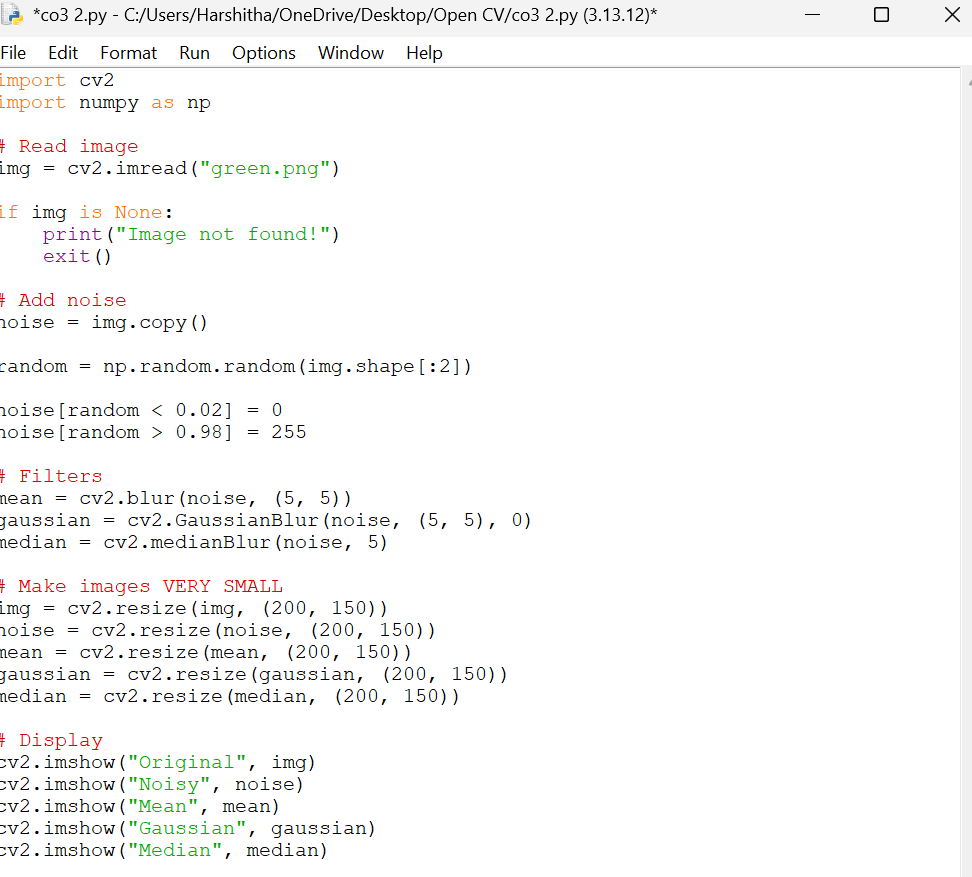 *co3 2.py - C:/Users/Harshitha/OneDrive/Desktop/Open CV/co3 2.py (3.13.12)*
File Edit Format Run Options Window Help
import cv2
import numpy as np
# Read image
img = cv2.imread("green.png")
if img is None:
    print("Image not found!")
    exit()
# Add noise
noise = img.copy()
random = np.random.random(img.shape[:2])
noise[random < 0.02] = 0
noise[random > 0.98] = 255
# Filters
mean = cv2.blur(noise, (5, 5))
gaussian = cv2.GaussianBlur(noise, (5, 5), 0)
median = cv2.medianBlur(noise, 5)
# Make images VERY SMALL
img = cv2.resize(img, (200, 150))
noise = cv2.resize(noise, (200, 150))
mean = cv2.resize(mean, (200, 150))
gaussian = cv2.resize(gaussian, (200, 150))
median = cv2.resize(median, (200, 150))
# Display
cv2.imshow("Original", img)
cv2.imshow("Noisy", noise)
cv2.imshow("Mean", mean)
cv2.imshow("Gaussian", gaussian)
cv2.imshow("Median", median)